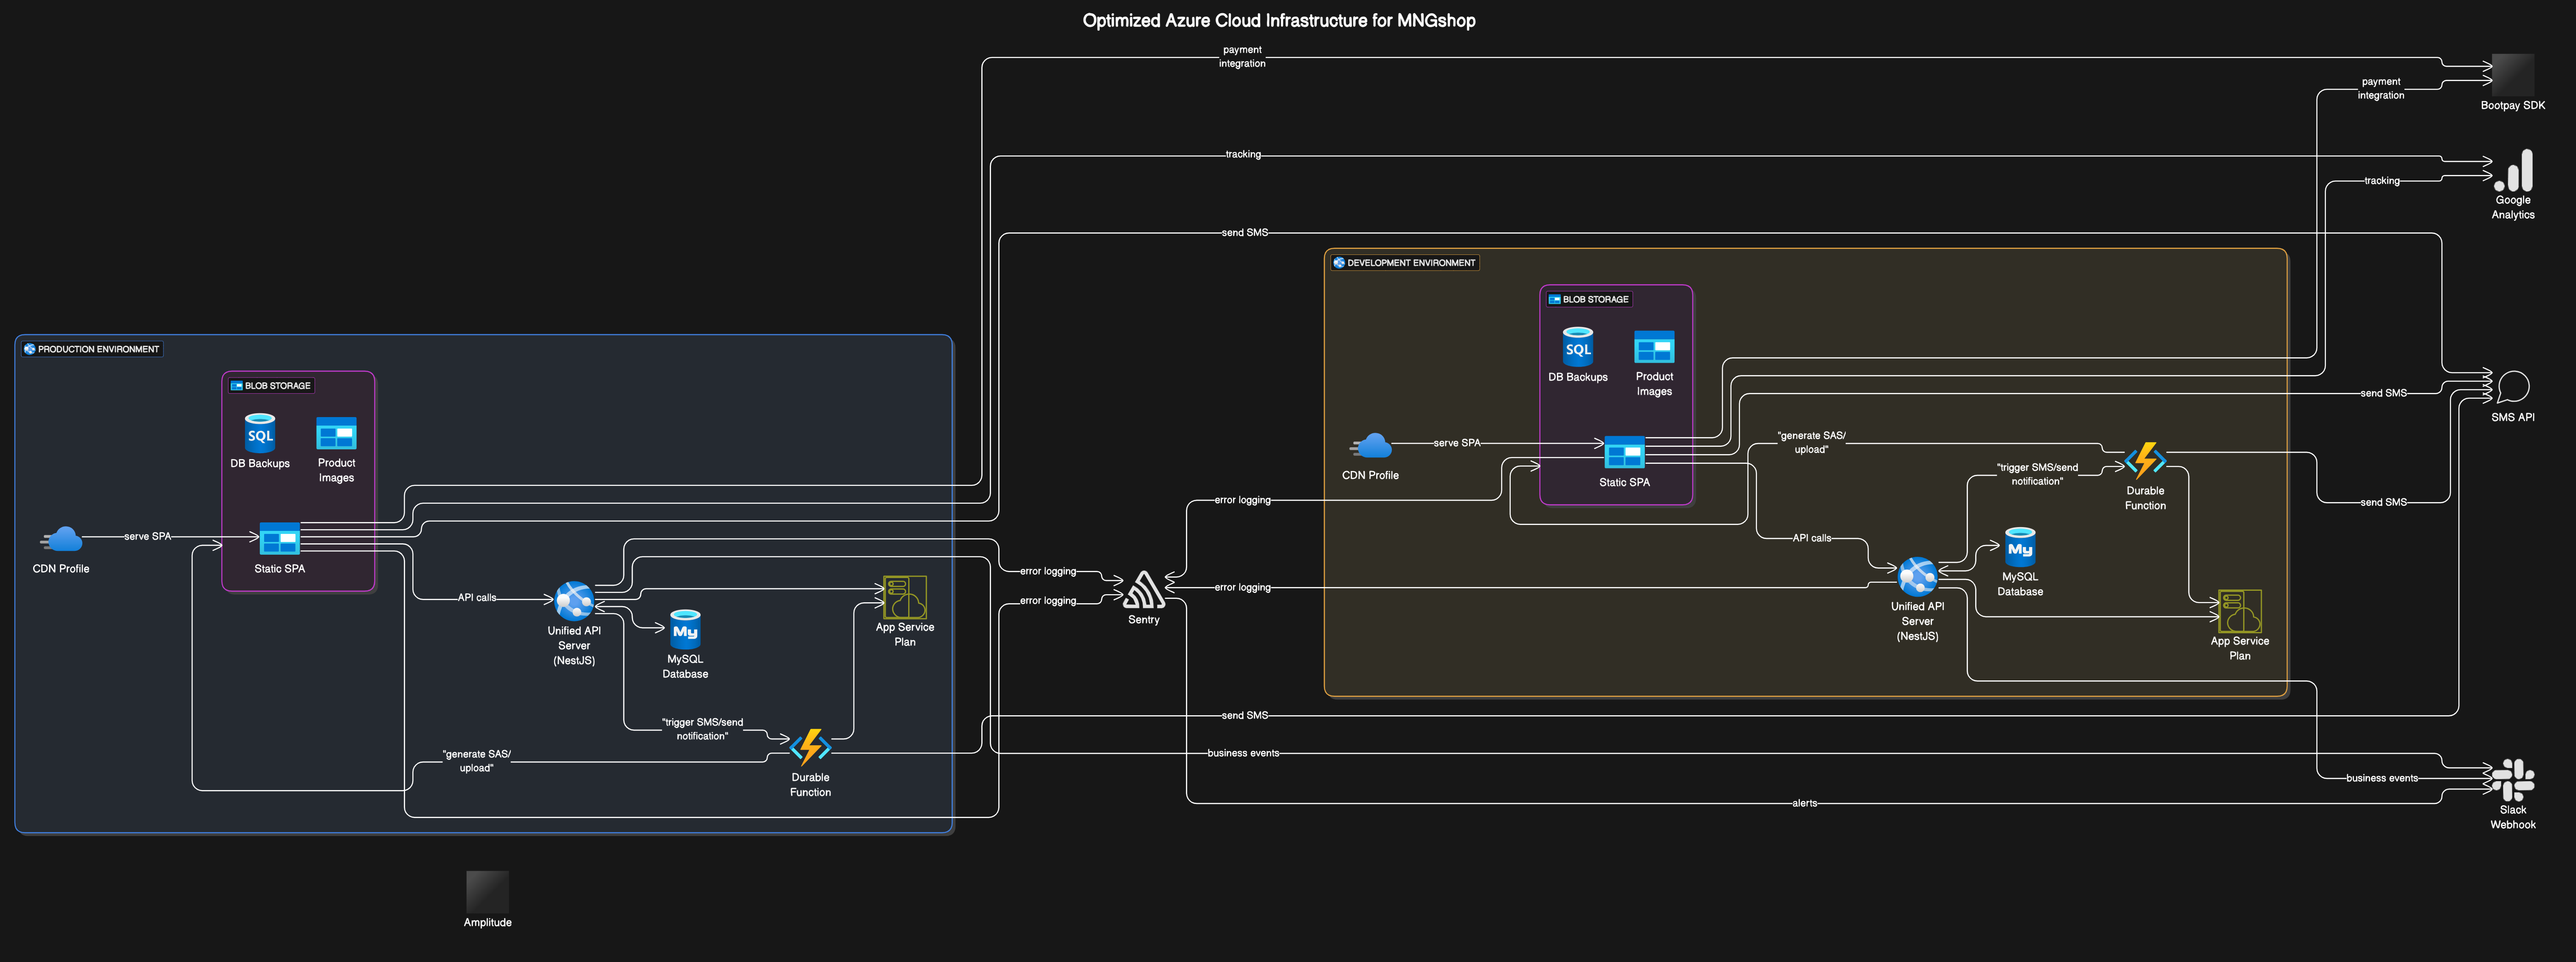 Optimized Azure Cloud Infrastructure for MNGshop
payment
integration
payment
integration
Bootpay SDK
tracking
tracking
Google
Analytics
send SMS
DEVELOPMENT ENVIRONMENT
BLOB STORAGE
SQL
DB Backups
Product
Images
CDN Profile
serve SPA
Static SPA
"generate SAS/
upload"
"trigger SMS/send
notification"
Durable
Function
API calls
My
MySQL
Database
Unified API
Server
(NestJS)
App Service
Plan
send SMS
send SMS
SMS API
PRODUCTION ENVIRONMENT
BLOB STORAGE
SQL
DB Backups
Product
Images
CDN Profile
serve SPA
Static SPA
API calls
Unified API
Server
(NestJS)
My
MySQL
Database
App Service
Plan
"trigger SMS/send
notification"
"generate SAS/
upload"
Durable
Function
error logging
error logging
error logging
error logging
Sentry
send SMS
business events
business events
alerts
Slack
Webhook
Amplitude